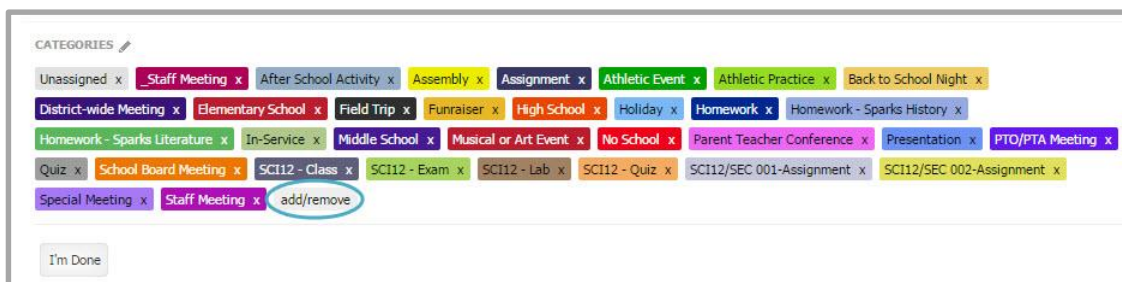 CATEGORIES
Unassigned x _Staff Meeting x After School Activity x Assembly x Assignment x Athletic Event x Athletic Practice x Back to School Night x
District-wide Meeting x Elementary School x Field Trip x Funraiser x High School x Holiday x Homework x Homework - Sparks History x
Homework - Sparks Literature x In-Service x Middle School x Musical or Art Event x No School x Parent Teacher Conference x Presentation x PTO/PTA Meeting x
Quiz x School Board Meeting x SCI12 - Class x SCI12 - Exam x SCI12 - Lab x SCI12 - Quiz x SCI12/SEC 001-Assignment x SCI12/SEC 002-Assignment x
Special Meeting x Staff Meeting x add/remove
I'm Done